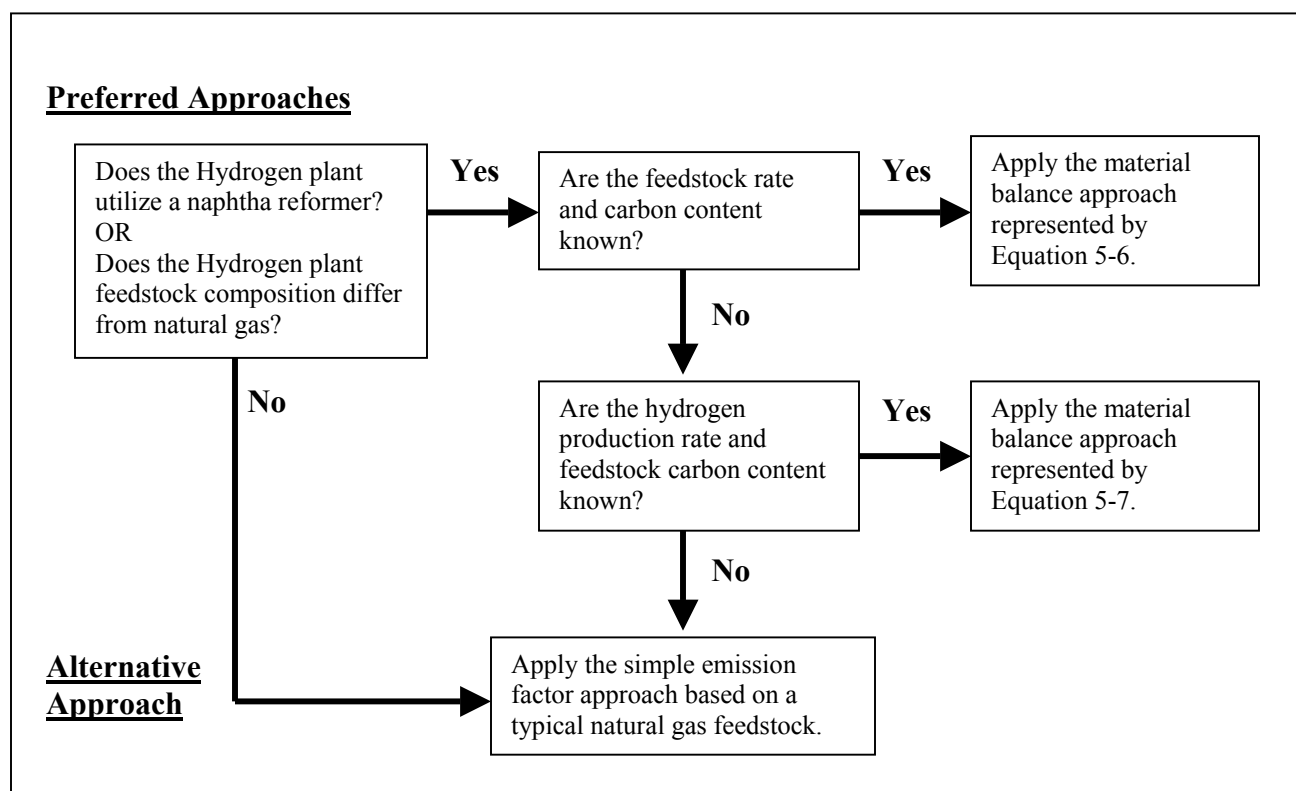 Preferred Approaches
Does the Hydrogen plant
utilize a naphtha reformer?
OR
Does the Hydrogen plant
feedstock composition differ
from natural gas?
Yes
Are the feedstock rate
and carbon content
known?
Yes
Apply the material
balance approach
represented by
Equation 5-6.
No
No
Are the hydrogen
production rate and
feedstock carbon content
known?
Yes
Apply the material
balance approach
represented by
Equation 5-7.
No
Alternative
Approach
Apply the simple emission
factor approach based on a
typical natural gas feedstock.